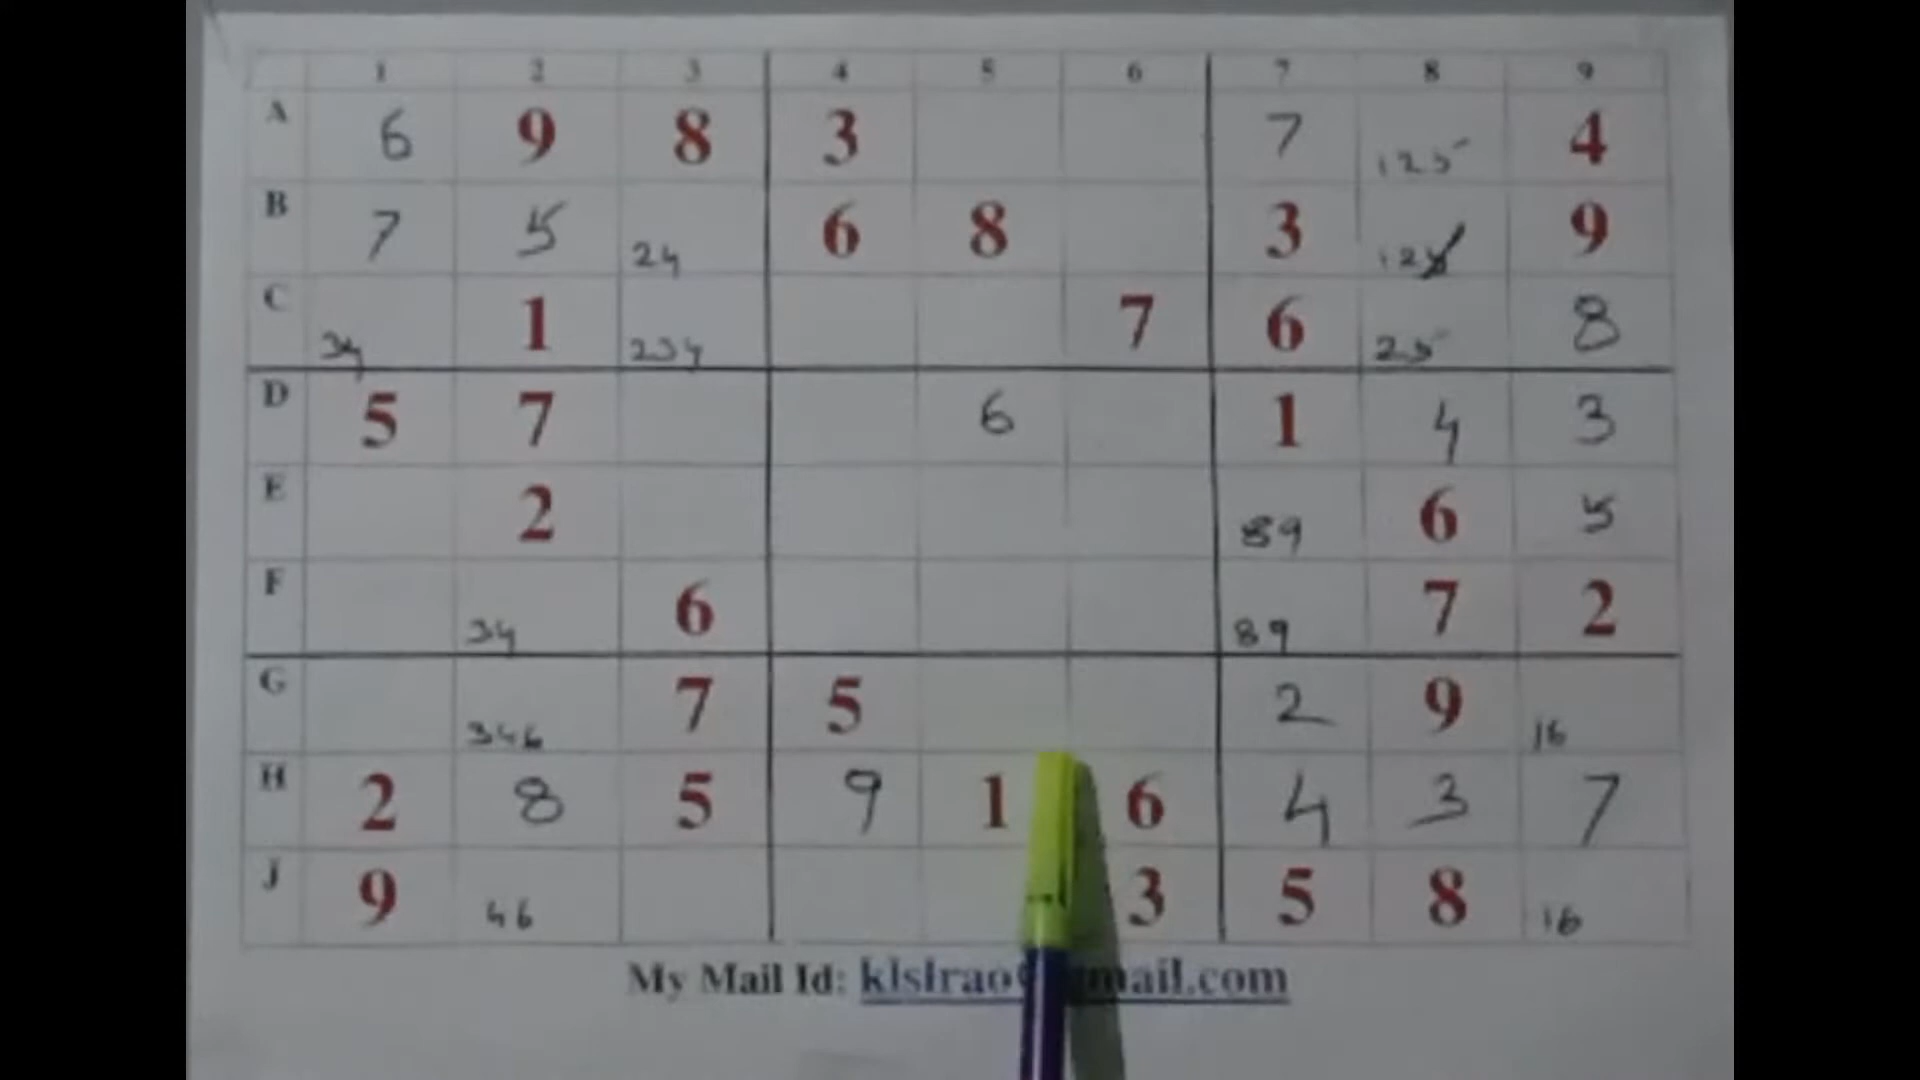 1 2 3 4 5 6 7 8 9
A 6 9 8 3 7 125 4
B 7 5 24 6 8 3 125 9
C 34 1 234 7 6 25 8
D 5 7 6 1 4 3
E 2 89 6 5
F 34 6 89 7 2
G 346 7 5 2 9 16
H 2 8 5 9 1 6 4 3 7
J 9 46 3 5 8 16
My Mail Id: